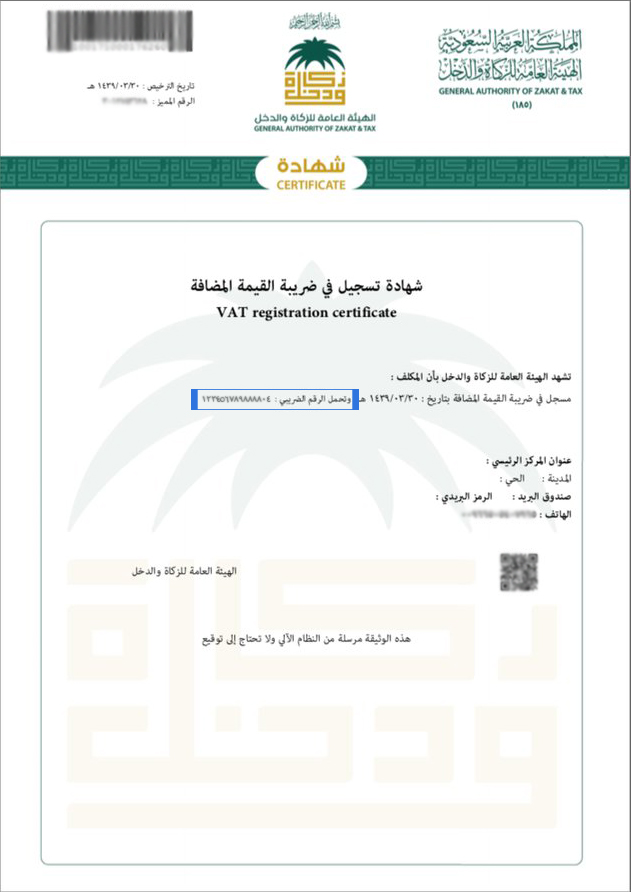 المملكة العربية السعودية
الهيئة العامة للزكاة والدخل
GENERAL AUTHORITY OF ZAKAT & TAX
(١٨٥)
بسم الله الرحمن الرحيم
زكاة
ودخل
الهيئة العامة للزكاة والدخل
GENERAL AUTHORITY OF ZAKAT & TAX
تاريخ الترخيص : ١٤٣٩/٠٣/٣٠ هـ
الرقم المميز :
شهادة
CERTIFICATE
شهادة تسجيل في ضريبة القيمة المضافة
VAT registration certificate
تشهد الهيئة العامة للزكاة والدخل بأن المكلف :
مسجل في ضريبة القيمة المضافة بتاريخ : ١٤٣٩/٠٣/٣٠ هـ وتحمل الرقم الضريبي : ١٢٣٤٥٦٧٨٩٨٨٨٨٠٤
عنوان المركز الرئيسي :
المدينة : الحي :
صندوق البريد : الرمز البريدي :
الهاتف :
الهيئة العامة للزكاة والدخل
هذه الوثيقة مرسلة من النظام الآلي ولا تحتاج إلى توقيع